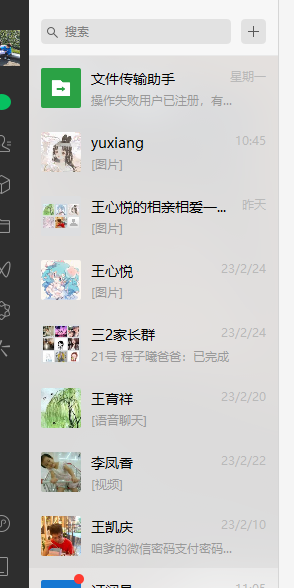 搜索
文件传输助手 星期一
操作失败用户已注册，有...
yuxiang 10:45
[图片]
王心悦的相亲相爱一... 昨天
[图片]
王心悦 23/2/24
[图片]
三2家长群 23/2/24
21号 程子曦爸爸：已完成
王育祥 23/2/20
[语音聊天]
李凤香 23/2/22
[视频]
王凯庆 23/2/10
咱爹的微信密码支付密码...
11:05